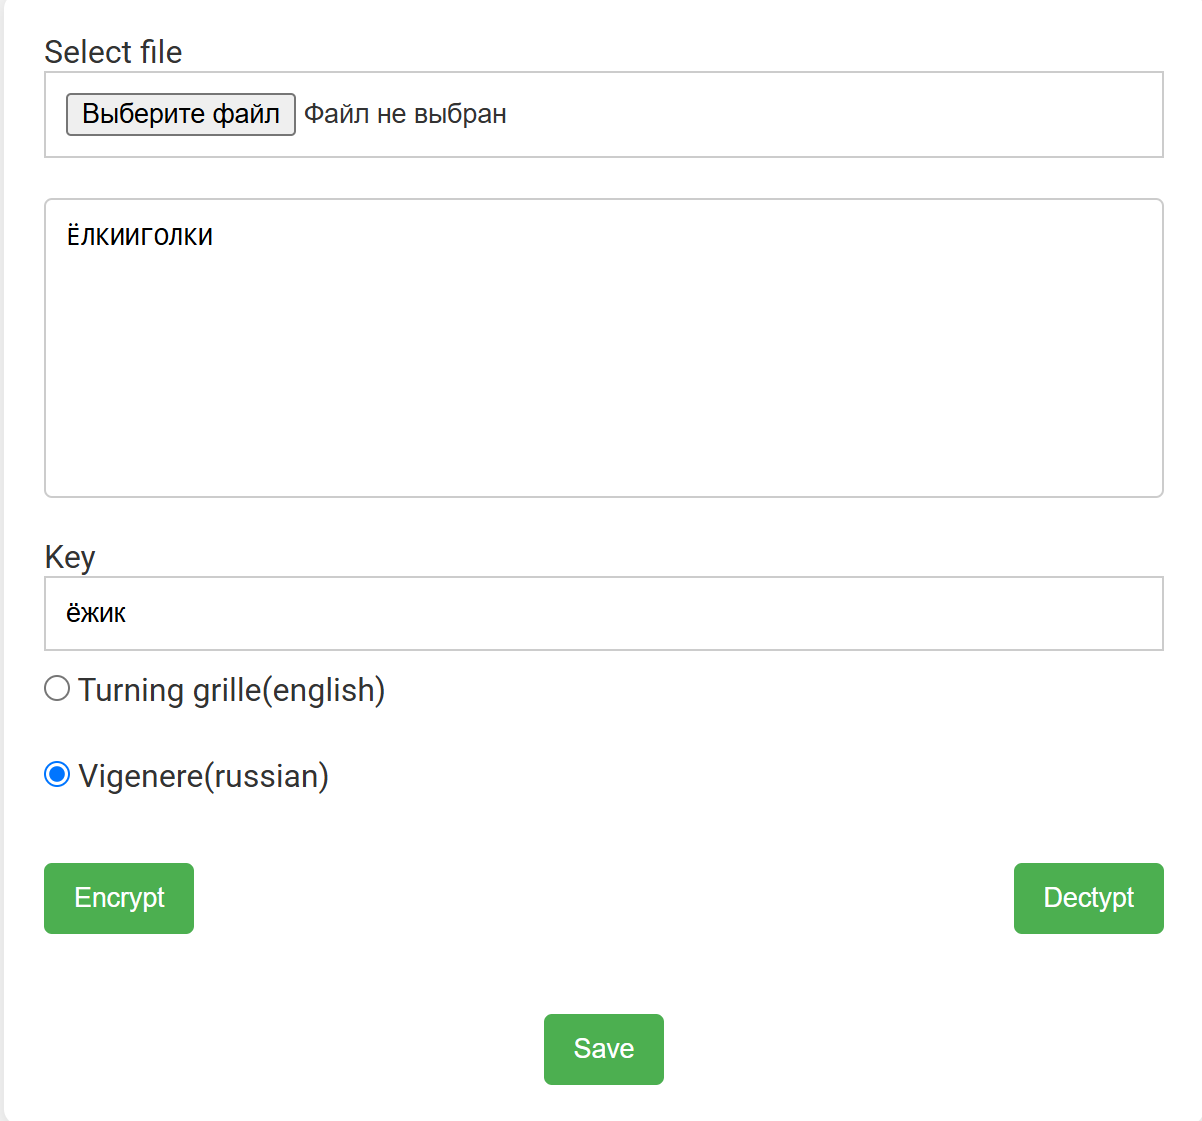 Select file
Выберите файл Файл не выбран
ЁЛКИИГОЛКИ
Key
ёжик
Turning grille(english)
Vigenere(russian)
Encrypt Dectypt
Save